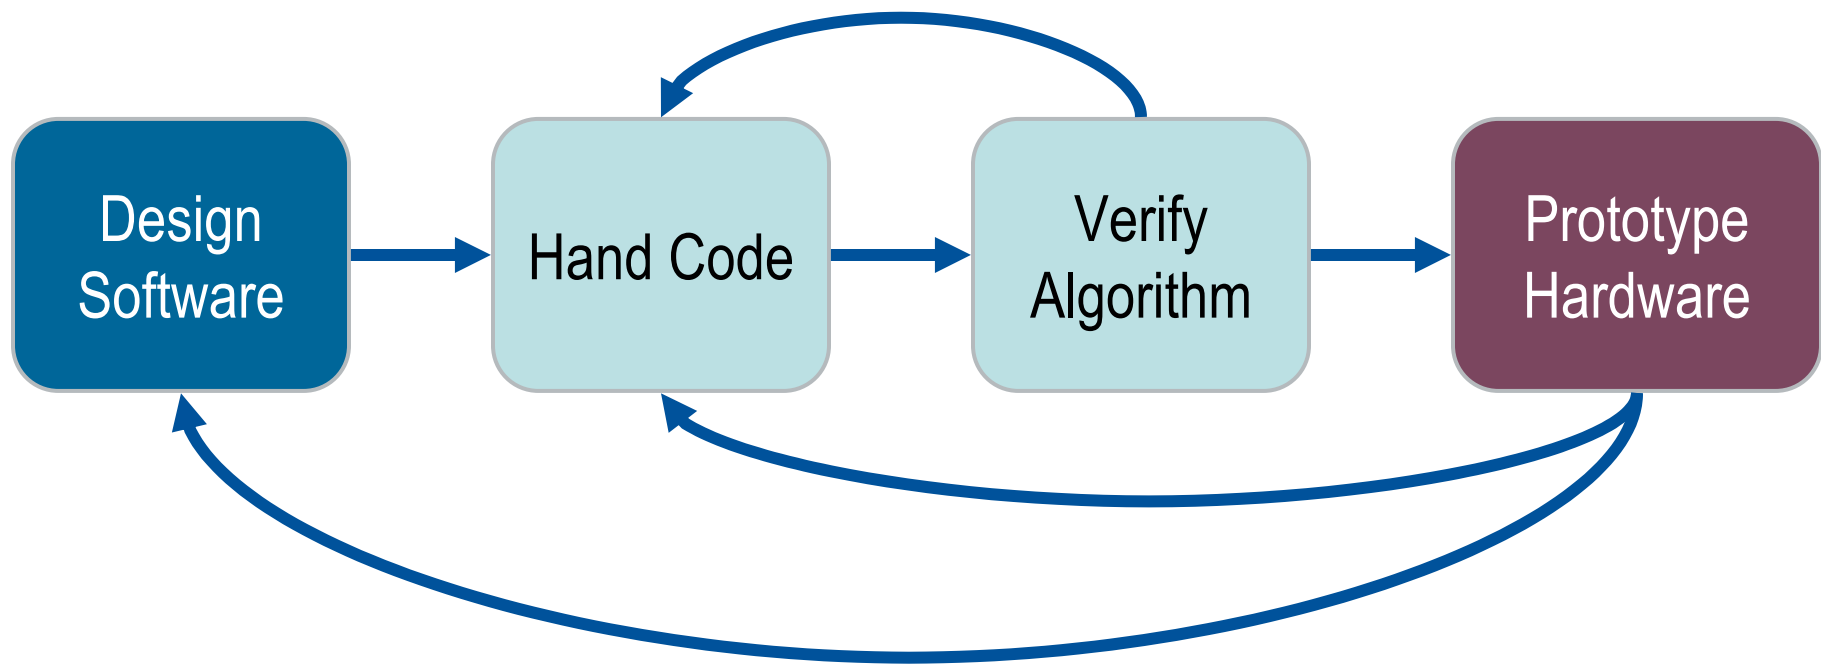 Design
Software
Hand Code
Verify
Algorithm
Prototype
Hardware